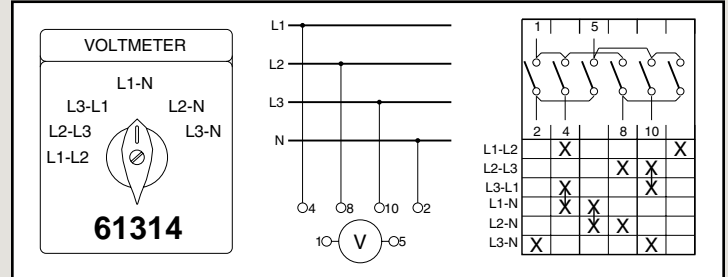 VOLTMETER
L1-N
L3-L1 L2-N
L2-L3 L3-N
L1-L2
61314
L1
L2
L3
N
4 8 10 2
1 V 5
1 5
2 4 8 10
L1-L2 X X
L2-L3 X X
L3-L1 X X
L1-N X X
L2-N X X
L3-N X X